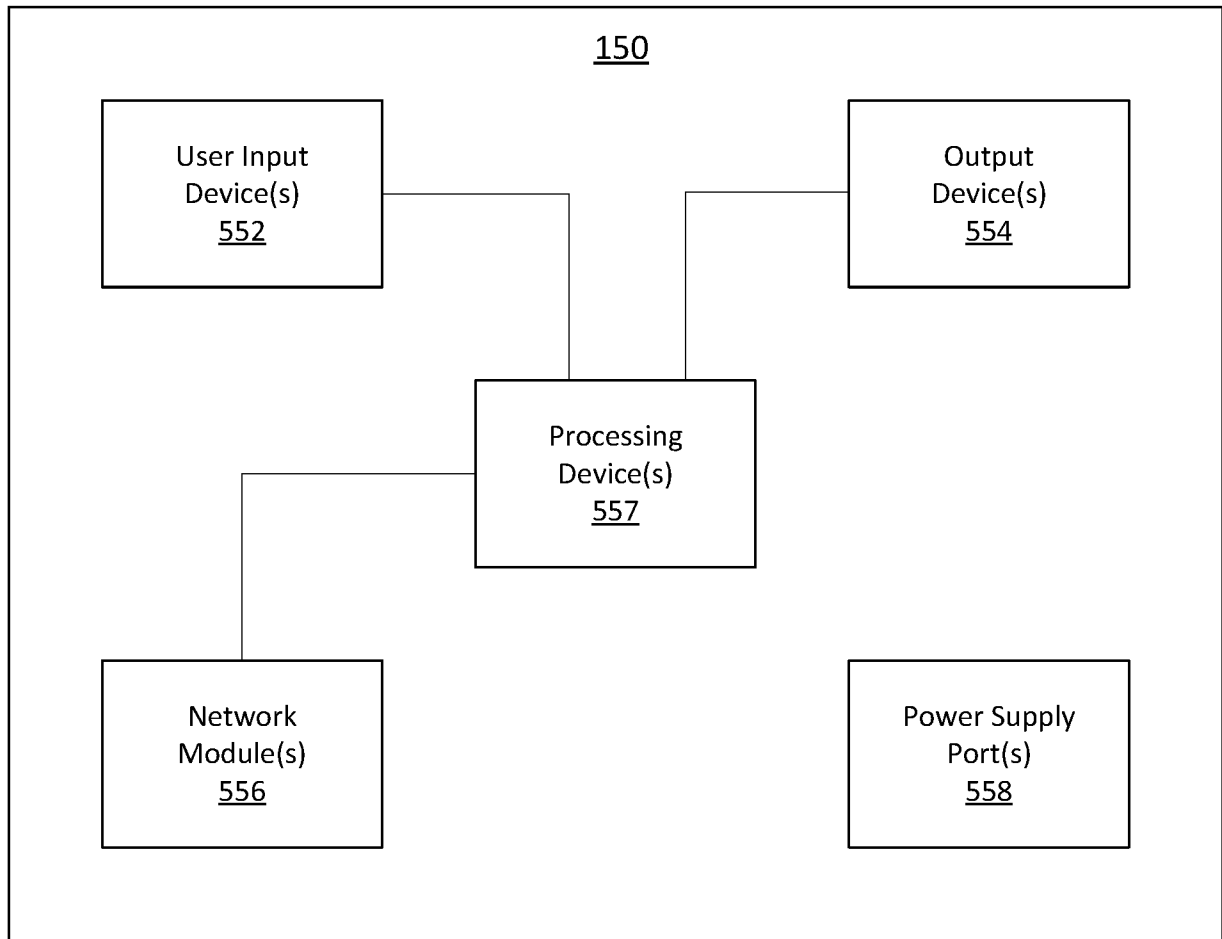 150
User Input
Device(s)
552
Output
Device(s)
554
Processing
Device(s)
557
Network
Module(s)
556
Power Supply
Port(s)
558